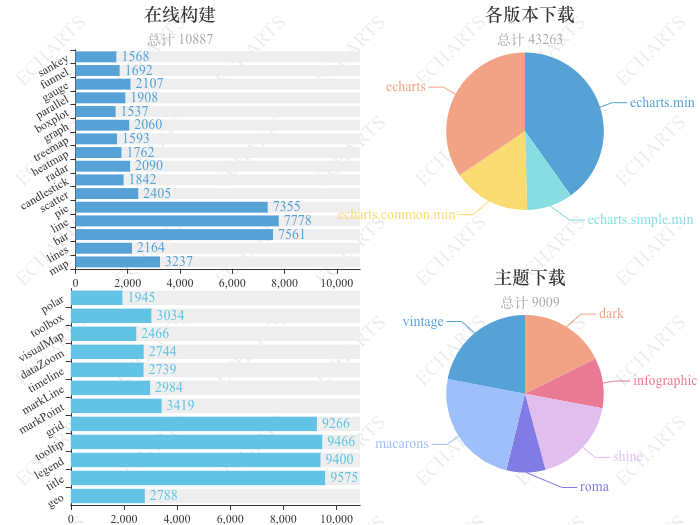 在线构建
总计 10887
sankey 1568
funnel 1692
gauge 2107
parallel 1908
boxplot 1537
graph 2060
treemap 1593
heatmap 1762
radar 2090
candlestick 1842
scatter 2405
pie 7355
line 7778
bar 7561
lines 2164
map 3237
0 2,000 4,000 6,000 8,000 10,000
polar 1945
toolbox 3034
visualMap 2466
dataZoom 2744
timeline 2739
markLine 2984
markPoint 3419
grid 9266
tooltip 9466
legend 9400
title 9575
geo 2788
0 2,000 4,000 6,000 8,000 10,000
各版本下载
总计 43263
echarts
echarts.min
echarts.common.min
echarts.simple.min
主题下载
总计 9009
vintage
dark
infographic
macarons
shine
roma
ECHARTS